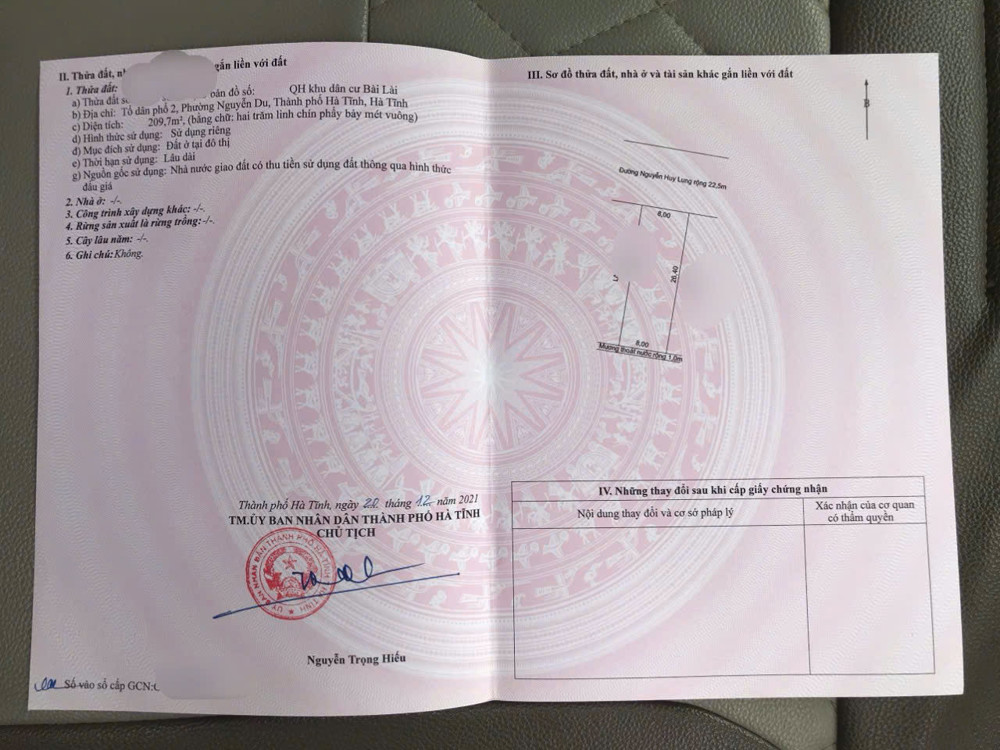 II. Thửa đất, nh gắn liền với đất
1. Thửa đất:
a) Thửa đất s bản đồ số: QH khu dân cư Bài Lài
b) Địa chỉ: Tổ dân phố 2, Phường Nguyễn Du, Thành phố Hà Tĩnh, Hà Tĩnh
c) Diện tích: 209,7m², (bằng chữ: hai trăm linh chín phẩy bảy mét vuông)
d) Hình thức sử dụng: Sử dụng riêng
đ) Mục đích sử dụng: Đất ở tại đô thị
e) Thời hạn sử dụng: Lâu dài
g) Nguồn gốc sử dụng: Nhà nước giao đất có thu tiền sử dụng đất thông qua hình thức
đấu giá
2. Nhà ở: -/-.
3. Công trình xây dựng khác: -/-.
4. Rừng sản xuất là rừng trồng:-/-.
5. Cây lâu năm: -/-.
6. Ghi chú: Không.
Thành phố Hà Tĩnh, ngày 20 tháng 12 năm 2021
TM.ỦY BAN NHÂN DÂN THÀNH PHỐ HÀ TĨNH
CHỦ TỊCH
Nguyễn Trọng Hiếu
Số vào sổ cấp GCN:
III. Sơ đồ thửa đất, nhà ở và tài sản khác gắn liền với đất
B
Đường Nguyễn Huy Lung rộng 22,5m
8,00
26,40
8,00
Mương thoát nước rộng 1,0m
IV. Những thay đổi sau khi cấp giấy chứng nhận
Nội dung thay đổi và cơ sở pháp lý
Xác nhận của cơ quan
có thẩm quyền